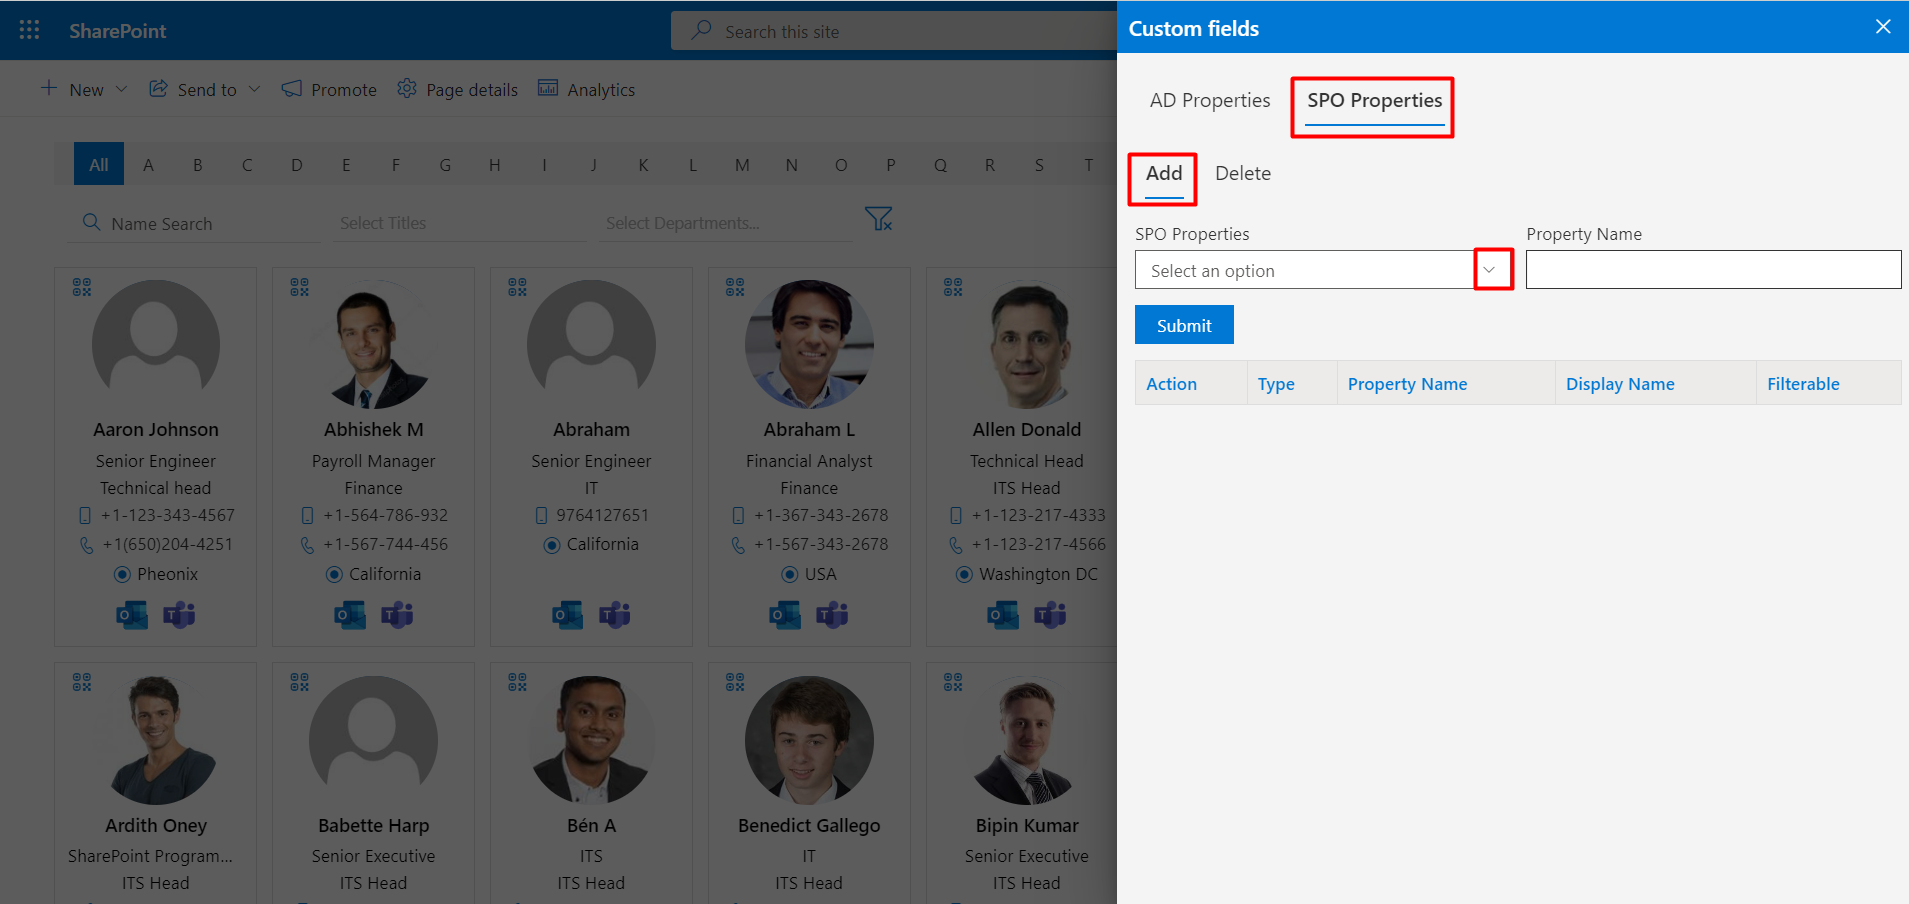 SharePoint
Search this site
New
Send to
Promote
Page details
Analytics
All A B C D E F G H I J K L M N O P Q R S T
Name Search
Select Titles
Select Departments...
Aaron Johnson
Senior Engineer
Technical head
+1-123-343-4567
+1(650)204-4251
Pheonix
Abhishek M
Payroll Manager
Finance
+1-564-786-932
+1-567-744-456
California
Abraham
Senior Engineer
IT
9764127651
California
Abraham L
Financial Analyst
Finance
+1-367-343-2678
+1-567-343-2678
USA
Allen Donald
Technical Head
ITS Head
+1-123-217-4333
+1-123-217-4566
Washington DC
Ardith Oney
SharePoint Program...
ITS Head
Babette Harp
Senior Executive
ITS Head
Bén A
ITS
ITS Head
Benedict Gallego
IT
ITS Head
Bipin Kumar
Senior Executive
ITS Head
Custom fields
AD Properties
SPO Properties
Add
Delete
SPO Properties
Property Name
Select an option
Submit
Action
Type
Property Name
Display Name
Filterable